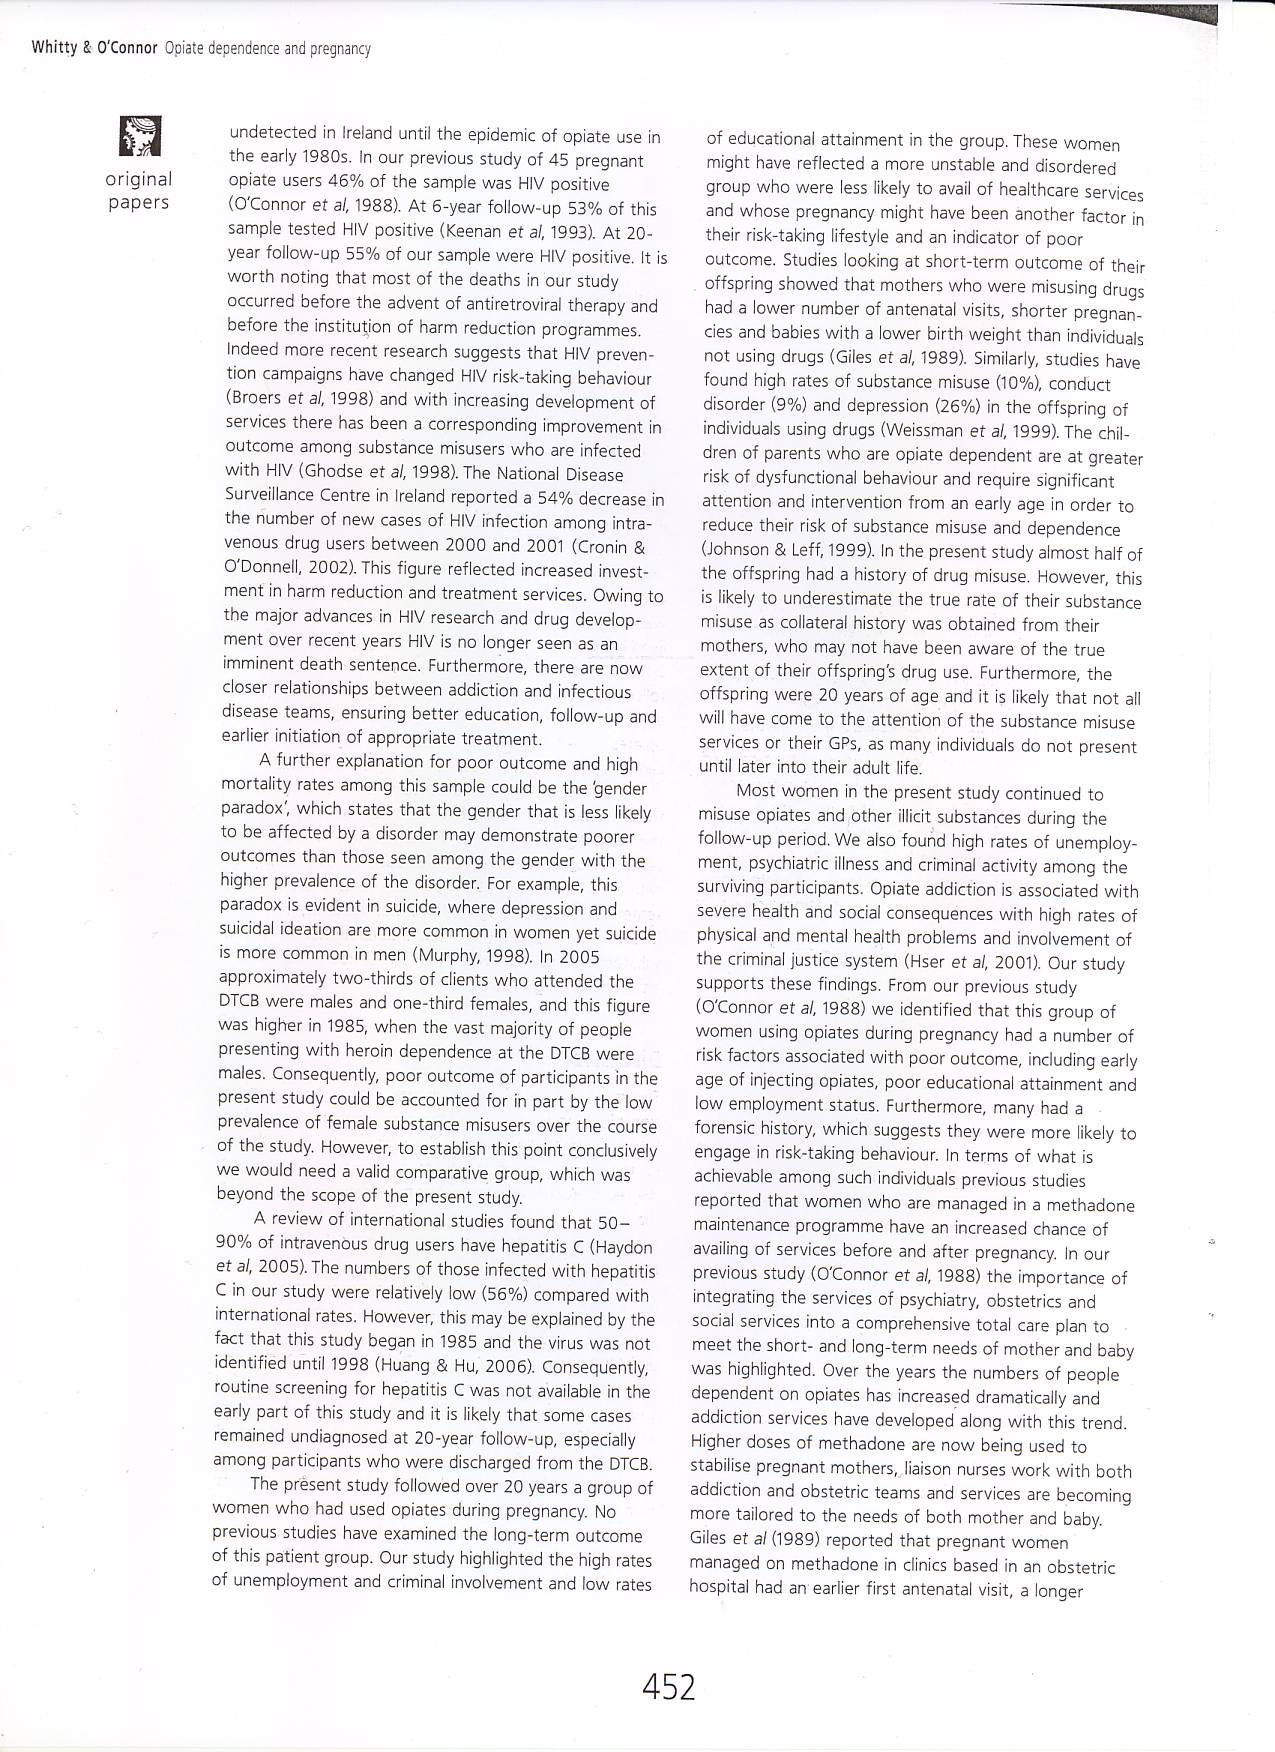 Whitty & O'Connor Opiate dependence and pregnancy
original
papers
undetected in Ireland until the epidemic of opiate use in
the early 1980s. In our previous study of 45 pregnant
opiate users 46% of the sample was HIV positive
(O'Connor et al, 1988). At 6-year follow-up 53% of this
sample tested HIV positive (Keenan et al, 1993). At 20-
year follow-up 55% of our sample were HIV positive. It is
worth noting that most of the deaths in our study
occurred before the advent of antiretroviral therapy and
before the institution of harm reduction programmes.
Indeed more recent research suggests that HIV preven-
tion campaigns have changed HIV risk-taking behaviour
(Broers et al, 1998) and with increasing development of
services there has been a corresponding improvement in
outcome among substance misusers who are infected
with HIV (Ghodse et al, 1998). The National Disease
Surveillance Centre in Ireland reported a 54% decrease in
the number of new cases of HIV infection among intra-
venous drug users between 2000 and 2001 (Cronin &
O'Donnell, 2002). This figure reflected increased invest-
ment in harm reduction and treatment services. Owing to
the major advances in HIV research and drug develop-
ment over recent years HIV is no longer seen as an
imminent death sentence. Furthermore, there are now
closer relationships between addiction and infectious
disease teams, ensuring better education, follow-up and
earlier initiation of appropriate treatment.
A further explanation for poor outcome and high
mortality rates among this sample could be the 'gender
paradox', which states that the gender that is less likely
to be affected by a disorder may demonstrate poorer
outcomes than those seen among the gender with the
higher prevalence of the disorder. For example, this
paradox is evident in suicide, where depression and
suicidal ideation are more common in women yet suicide
is more common in men (Murphy, 1998). In 2005
approximately two-thirds of clients who attended the
DTCB were males and one-third females, and this figure
was higher in 1985, when the vast majority of people
presenting with heroin dependence at the DTCB were
males. Consequently, poor outcome of participants in the
present study could be accounted for in part by the low
prevalence of female substance misusers over the course
of the study. However, to establish this point conclusively
we would need a valid comparative group, which was
beyond the scope of the present study.
A review of international studies found that 50–
90% of intravenous drug users have hepatitis C (Haydon
et al, 2005). The numbers of those infected with hepatitis
C in our study were relatively low (56%) compared with
international rates. However, this may be explained by the
fact that this study began in 1985 and the virus was not
identified until 1998 (Huang & Hu, 2006). Consequently,
routine screening for hepatitis C was not available in the
early part of this study and it is likely that some cases
remained undiagnosed at 20-year follow-up, especially
among participants who were discharged from the DTCB.
The present study followed over 20 years a group of
women who had used opiates during pregnancy. No
previous studies have examined the long-term outcome
of this patient group. Our study highlighted the high rates
of unemployment and criminal involvement and low rates
of educational attainment in the group. These women
might have reflected a more unstable and disordered
group who were less likely to avail of healthcare services
and whose pregnancy might have been another factor in
their risk-taking lifestyle and an indicator of poor
outcome. Studies looking at short-term outcome of their
offspring showed that mothers who were misusing drugs
had a lower number of antenatal visits, shorter pregnan-
cies and babies with a lower birth weight than individuals
not using drugs (Giles et al, 1989). Similarly, studies have
found high rates of substance misuse (10%), conduct
disorder (9%) and depression (26%) in the offspring of
individuals using drugs (Weissman et al, 1999). The chil-
dren of parents who are opiate dependent are at greater
risk of dysfunctional behaviour and require significant
attention and intervention from an early age in order to
reduce their risk of substance misuse and dependence
(Johnson & Leff, 1999). In the present study almost half of
the offspring had a history of drug misuse. However, this
is likely to underestimate the true rate of their substance
misuse as collateral history was obtained from their
mothers, who may not have been aware of the true
extent of their offspring's drug use. Furthermore, the
offspring were 20 years of age and it is likely that not all
will have come to the attention of the substance misuse
services or their GPs, as many individuals do not present
until later into their adult life.
Most women in the present study continued to
misuse opiates and other illicit substances during the
follow-up period. We also found high rates of unemploy-
ment, psychiatric illness and criminal activity among the
surviving participants. Opiate addiction is associated with
severe health and social consequences with high rates of
physical and mental health problems and involvement of
the criminal justice system (Hser et al, 2001). Our study
supports these findings. From our previous study
(O'Connor et al, 1988) we identified that this group of
women using opiates during pregnancy had a number of
risk factors associated with poor outcome, including early
age of injecting opiates, poor educational attainment and
low employment status. Furthermore, many had a
forensic history, which suggests they were more likely to
engage in risk-taking behaviour. In terms of what is
achievable among such individuals previous studies
reported that women who are managed in a methadone
maintenance programme have an increased chance of
availing of services before and after pregnancy. In our
previous study (O'Connor et al, 1988) the importance of
integrating the services of psychiatry, obstetrics and
social services into a comprehensive total care plan to
meet the short- and long-term needs of mother and baby
was highlighted. Over the years the numbers of people
dependent on opiates has increased dramatically and
addiction services have developed along with this trend.
Higher doses of methadone are now being used to
stabilise pregnant mothers, liaison nurses work with both
addiction and obstetric teams and services are becoming
more tailored to the needs of both mother and baby.
Giles et al (1989) reported that pregnant women
managed on methadone in clinics based in an obstetric
hospital had an earlier first antenatal visit, a longer
452